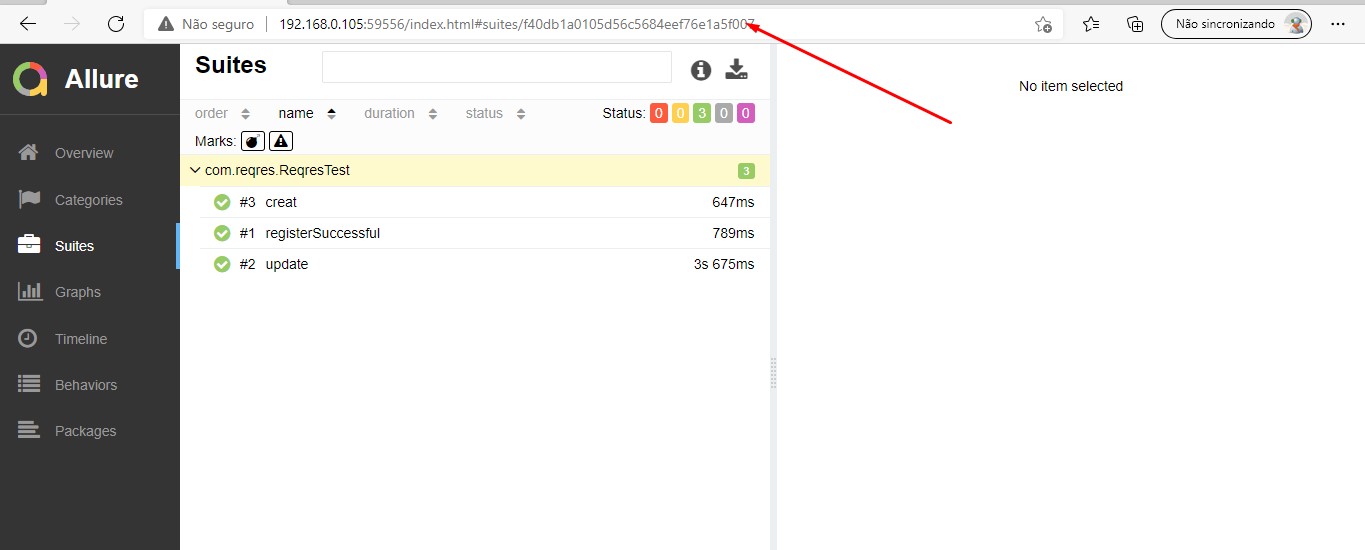 Não seguro 192.168.0.105:59556/index.html#suites/f40db1a0105d56c5684eef76e1a5f007
Não sincronizando
Allure
Overview
Categories
Suites
Graphs
Timeline
Behaviors
Packages
Suites
order name duration status Status: 0 0 3 0 0
Marks:
com.reqres.ReqresTest 3
#3 creat 647ms
#1 registerSuccessful 789ms
#2 update 3s 675ms
No item selected